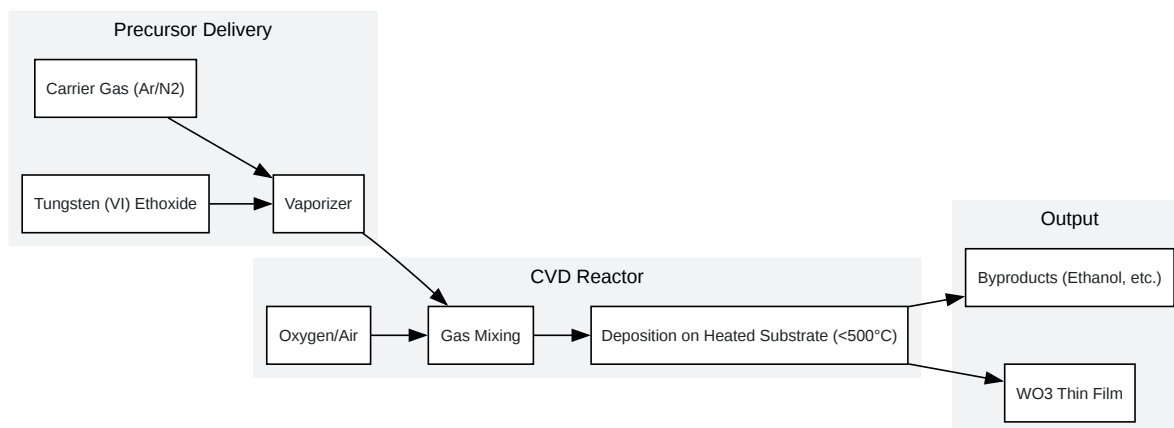 Precursor Delivery
Carrier Gas (Ar/N2)
Tungsten (VI) Ethoxide
Vaporizer
CVD Reactor
Oxygen/Air
Gas Mixing
Deposition on Heated Substrate (<500°C)
Output
Byproducts (Ethanol, etc.)
WO3 Thin Film